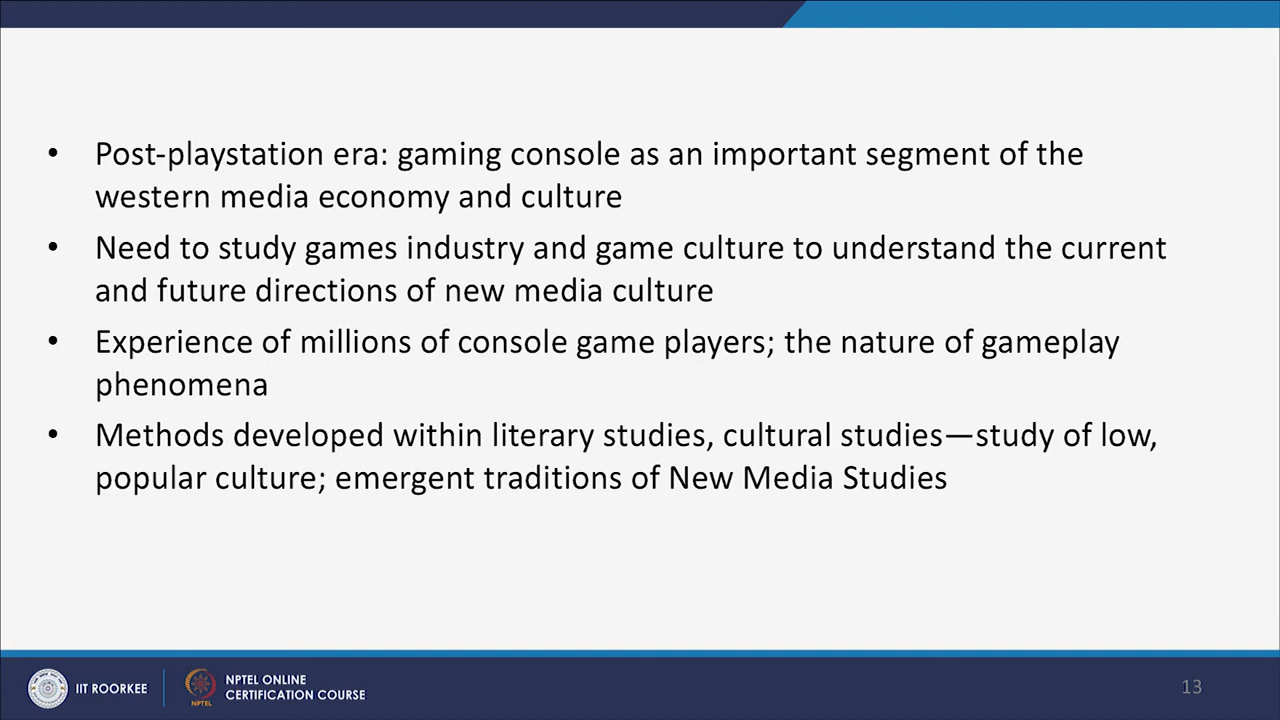 • Post-playstation era: gaming console as an important segment of the
western media economy and culture
• Need to study games industry and game culture to understand the current
and future directions of new media culture
• Experience of millions of console game players; the nature of gameplay
phenomena
• Methods developed within literary studies, cultural studies—study of low,
popular culture; emergent traditions of New Media Studies
IIT ROORKEE
NPTEL
NPTEL ONLINE
CERTIFICATION COURSE
13